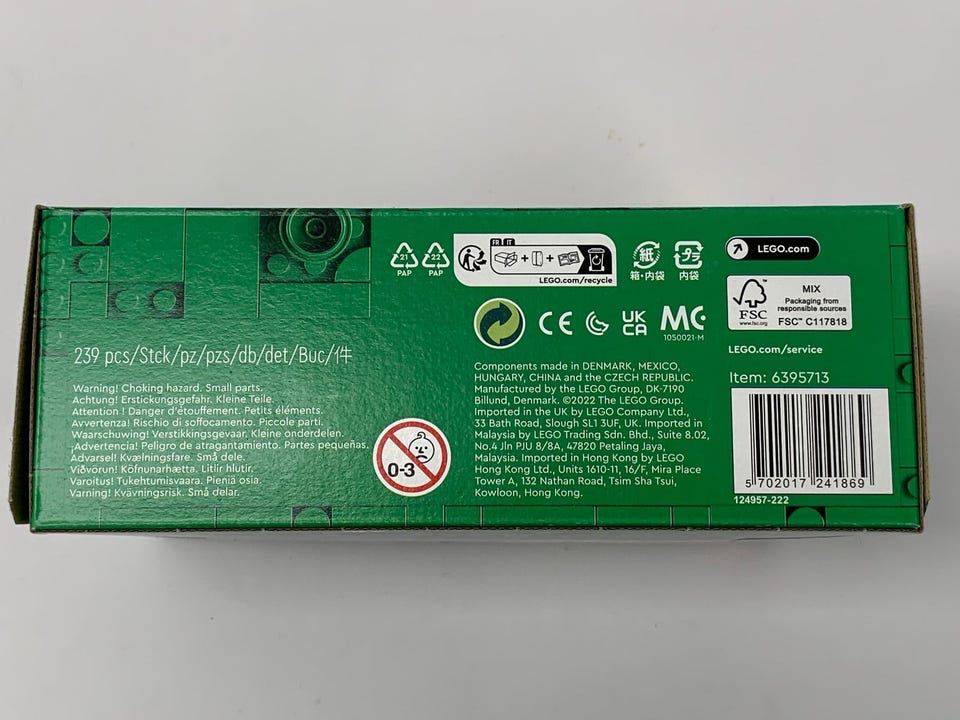 21
PAP
22
PAP
FR IT
+ +
LEGO.com/recycle
紙
箱・内袋
プラ
内袋
LEGO.com
CE
UK
CA
MC
1050021-M
FSC
www.fsc.org
MIX
Packaging from
responsible sources
FSC™ C117818
239 pcs/Stck/pz/pzs/db/det/Buc/件
Warning! Choking hazard. Small parts.
Achtung! Erstickungsgefahr. Kleine Teile.
Attention ! Danger d'étouffement. Petits éléments.
Avvertenza! Rischio di soffocamento. Piccole parti.
Waarschuwing! Verstikkingsgevaar. Kleine onderdelen.
¡Advertencia! Peligro de atragantamiento. Partes pequeñas.
Advarsel! Kvælningsfare. Små dele.
Viðvörun! Köfnunarhætta. Litlir hlutir.
Varoitus! Tukehtumisvaara. Pieniä osia.
Varning! Kvävningsrisk. Små delar.
0-3
Components made in DENMARK, MEXICO,
HUNGARY, CHINA and the CZECH REPUBLIC.
Manufactured by the LEGO Group, DK-7190
Billund, Denmark. ©2022 The LEGO Group.
Imported in the UK by LEGO Company Ltd.,
33 Bath Road, Slough SL1 3UF, UK. Imported in
Malaysia by LEGO Trading Sdn. Bhd., Suite 8.02,
No.4 Jln PJU 8/8A, 47820 Petaling Jaya,
Malaysia. Imported in Hong Kong by LEGO
Hong Kong Ltd., Units 1610-11, 16/F, Mira Place
Tower A, 132 Nathan Road, Tsim Sha Tsui,
Kowloon, Hong Kong.
LEGO.com/service
Item: 6395713
5 702017 241869
124957-222